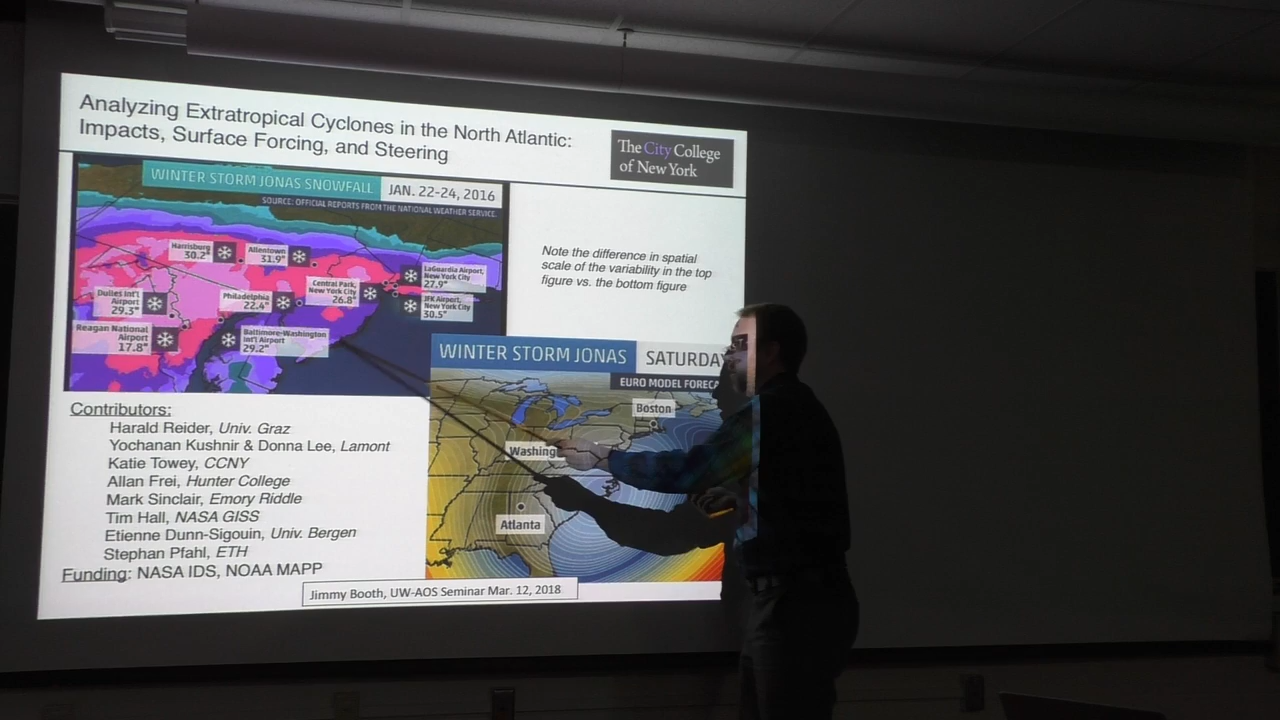 Analyzing Extratropical Cyclones in the North Atlantic:
Impacts, Surface Forcing, and Steering
The City College
of New York
WINTER STORM JONAS SNOWFALL
JAN. 22-24, 2016
SOURCE: OFFICIAL REPORTS FROM THE NATIONAL WEATHER SERVICE.
Harrisburg
30.2"
Allentown
31.9"
LaGuardia Airport,
New York City
27.9"
Central Park,
New York City
26.8"
JFK Airport,
New York City
30.5"
Dulles Int'l
Airport
29.3"
Philadelphia
22.4"
Reagan National
Airport
17.8"
Baltimore-Washington
Int'l Airport
29.2"
Note the difference in spatial
scale of the variability in the top
figure vs. the bottom figure
WINTER STORM JONAS
SATURDAY
EURO MODEL FORECA
Boston
Washing
Atlanta
Contributors:
Harald Reider, Univ. Graz
Yochanan Kushnir & Donna Lee, Lamont
Katie Towey, CCNY
Allan Frei, Hunter College
Mark Sinclair, Emory Riddle
Tim Hall, NASA GISS
Etienne Dunn-Sigouin, Univ. Bergen
Stephan Pfahl, ETH
Funding: NASA IDS, NOAA MAPP
Jimmy Booth, UW-AOS Seminar Mar. 12, 2018